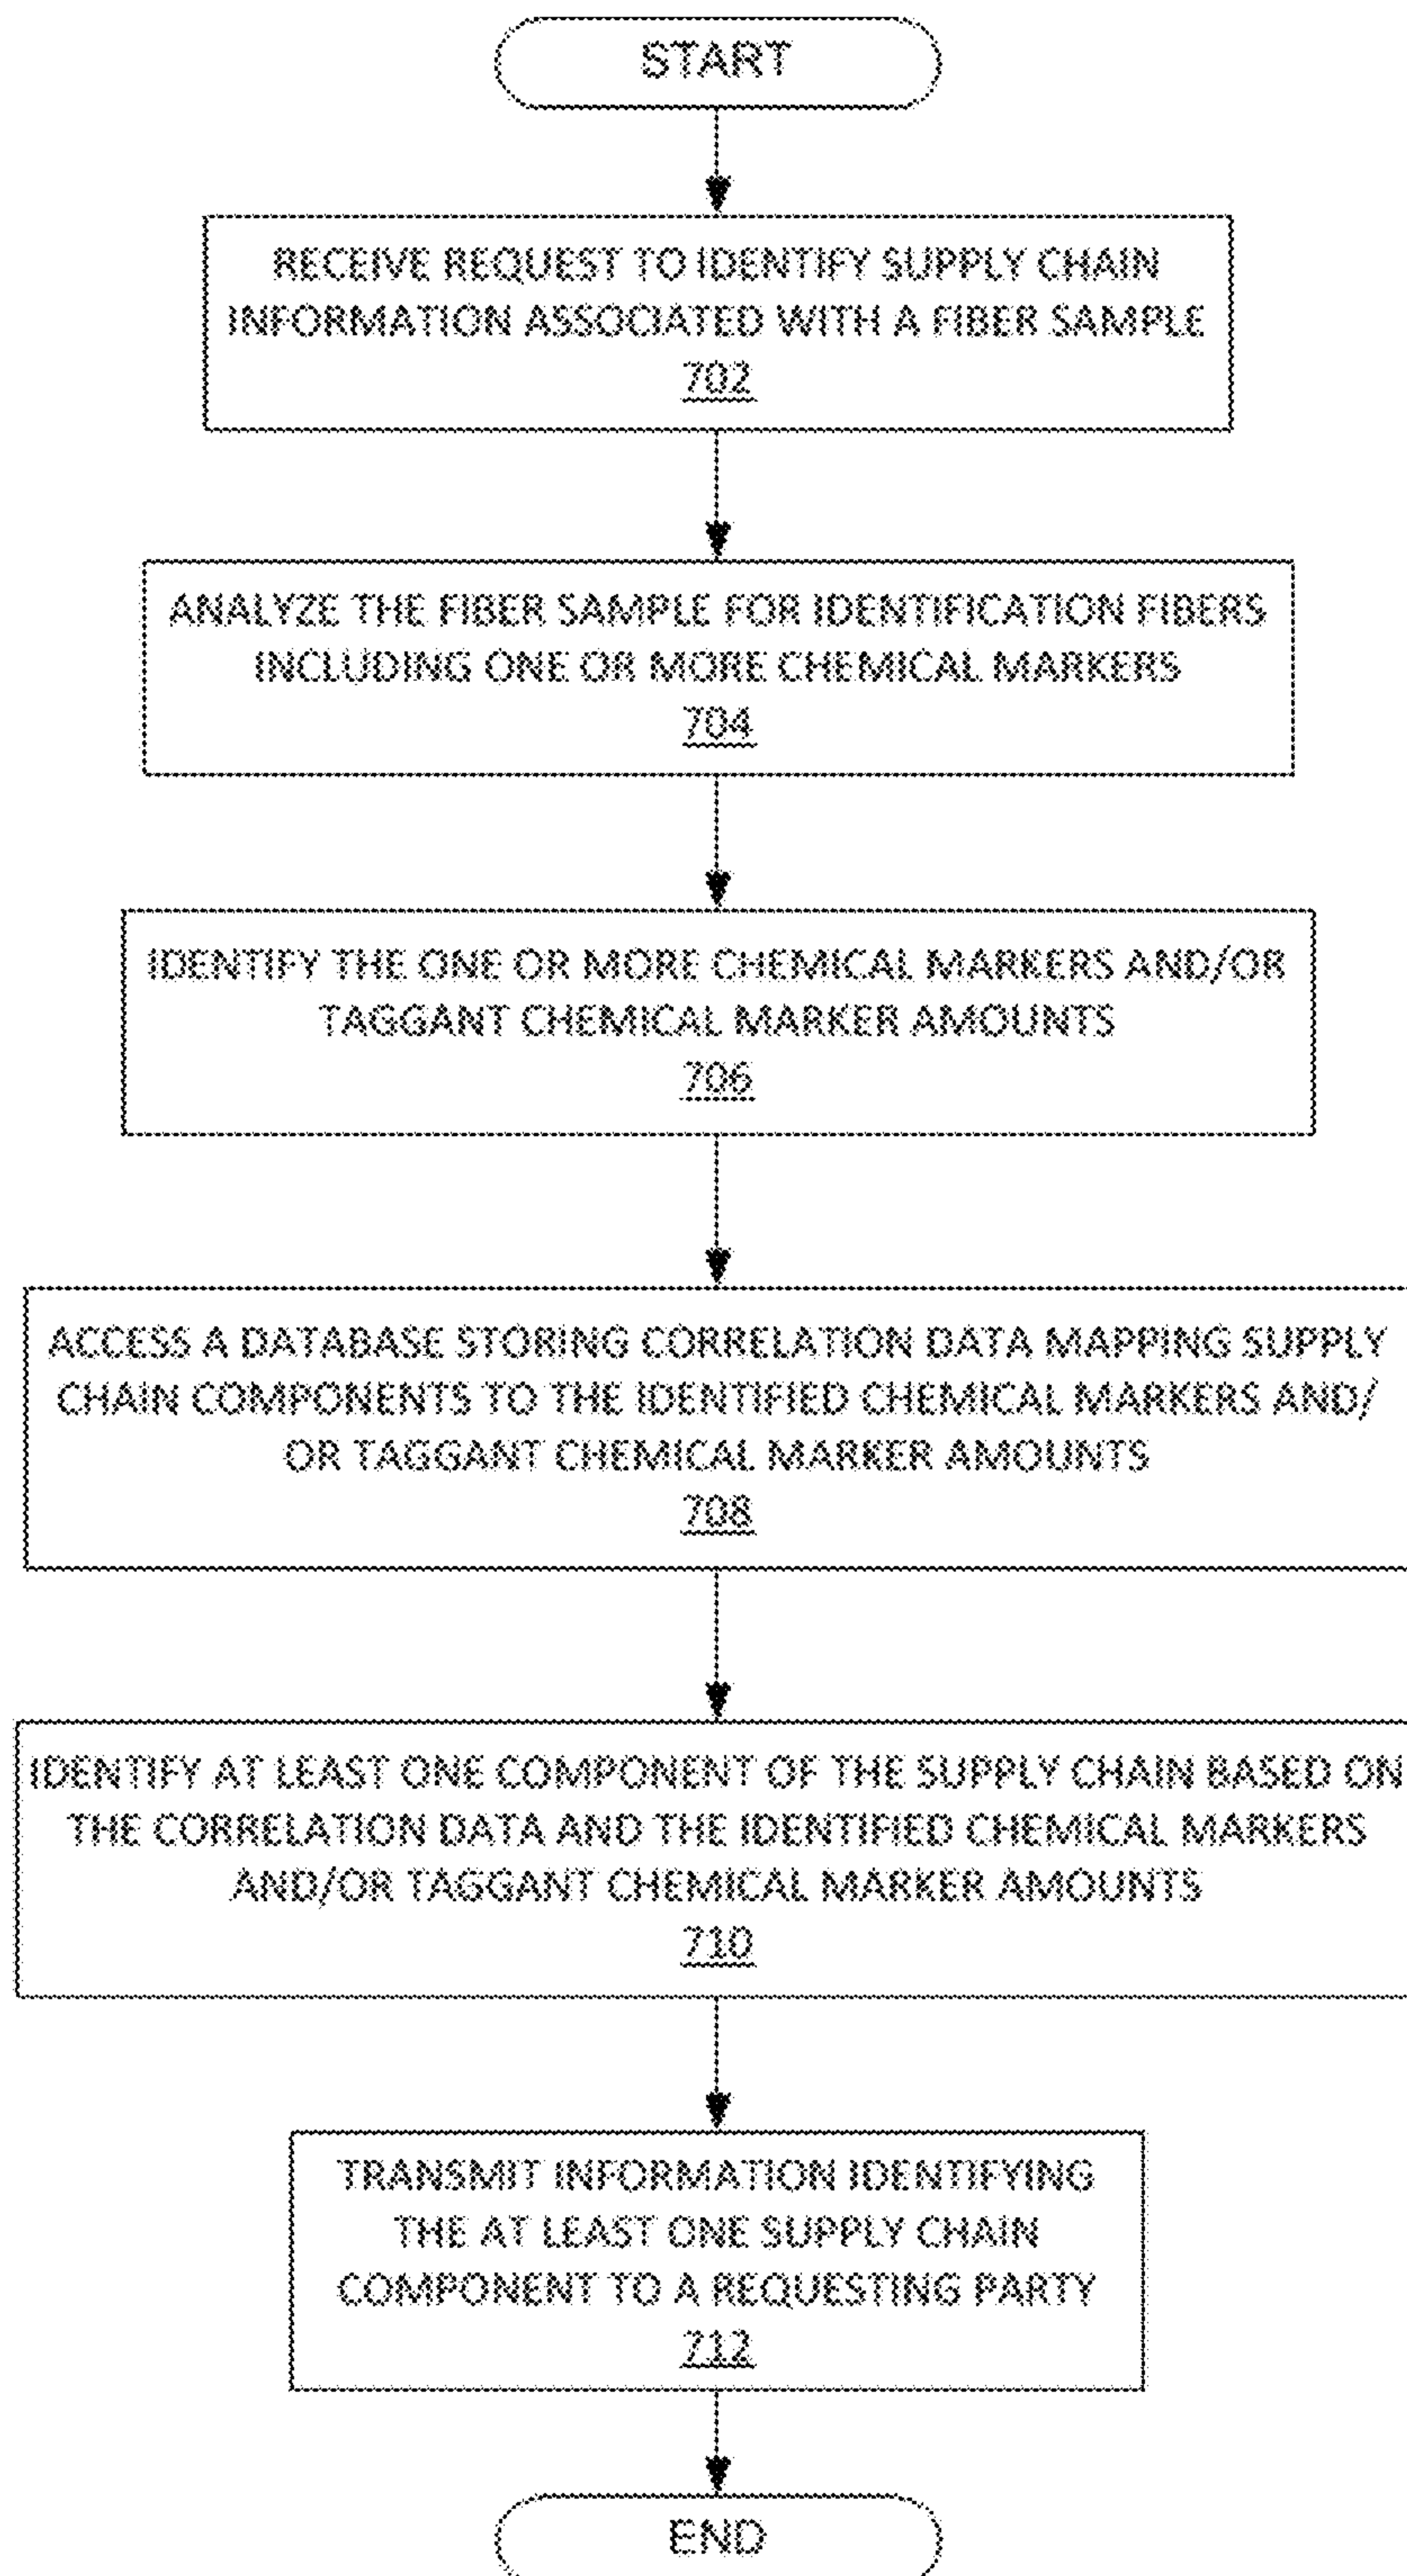 START
RECEIVE REQUEST TO IDENTIFY SUPPLY CHAIN
INFORMATION ASSOCIATED WITH A FIBER SAMPLE
702
ANALYZE THE FIBER SAMPLE FOR IDENTIFICATION FIBERS
INCLUDING ONE OR MORE CHEMICAL MARKERS
704
IDENTIFY THE ONE OR MORE CHEMICAL MARKERS AND/OR
TAGGANT CHEMICAL MARKER AMOUNTS
706
ACCESS A DATABASE STORING CORRELATION DATA MAPPING SUPPLY
CHAIN COMPONENTS TO THE IDENTIFIED CHEMICAL MARKERS AND/
OR TAGGANT CHEMICAL MARKER AMOUNTS
708
IDENTIFY AT LEAST ONE COMPONENT OF THE SUPPLY CHAIN BASED ON
THE CORRELATION DATA AND THE IDENTIFIED CHEMICAL MARKERS
AND/OR TAGGANT CHEMICAL MARKER AMOUNTS
710
TRANSMIT INFORMATION IDENTIFYING
THE AT LEAST ONE SUPPLY CHAIN
COMPONENT TO A REQUESTING PARTY
712
END